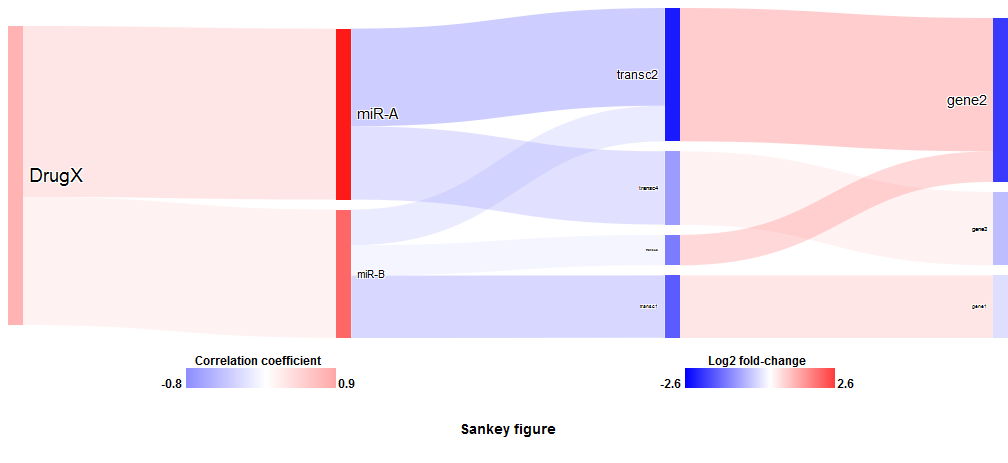 transc2
gene2
miR-A
DrugX
transc4
miR-B
transc1
gene1
Correlation coefficient
Log2 fold-change
-0.8
0.9
-2.6
2.6
Sankey figure